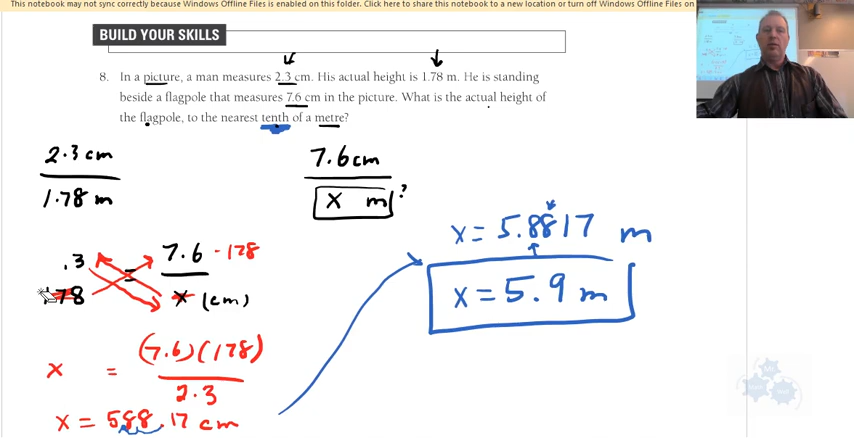 This notebook may not sync correctly because Windows Offline Files is enabled on this folder. Click here to share this notebook to a new location or turn off Windows Offline Files on
BUILD YOUR SKILLS
8. In a picture, a man measures 2.3 cm. His actual height is 1.78 m. He is standing
beside a flagpole that measures 7.6 cm in the picture. What is the actual height of
the flagpole, to the nearest tenth of a metre?
2.3 cm
1.78 m
7.6 cm
x m ?
.3
178
=
7.6 · 178
x (cm)
x = (7.6)(178)
2.3
x = 588.17 cm
x = 5.8817 m
x = 5.9 m